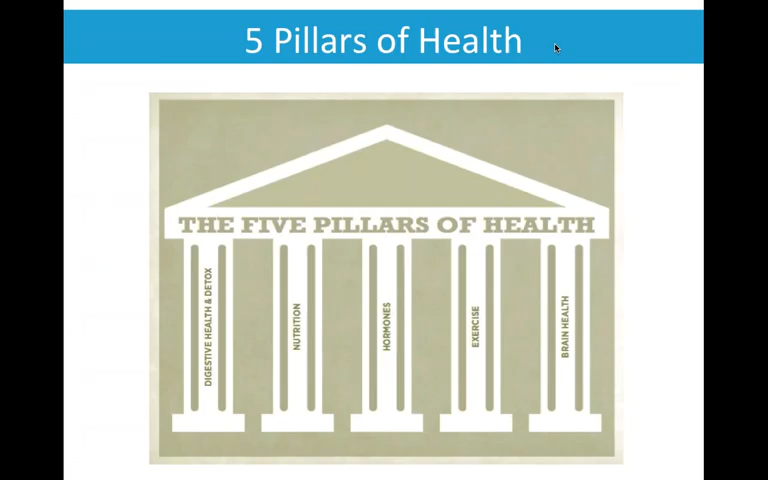 5 Pillars of Health
THE FIVE PILLARS OF HEALTH
DIGESTIVE HEALTH & DETOX
NUTRITION
HORMONES
EXERCISE
BRAIN HEALTH